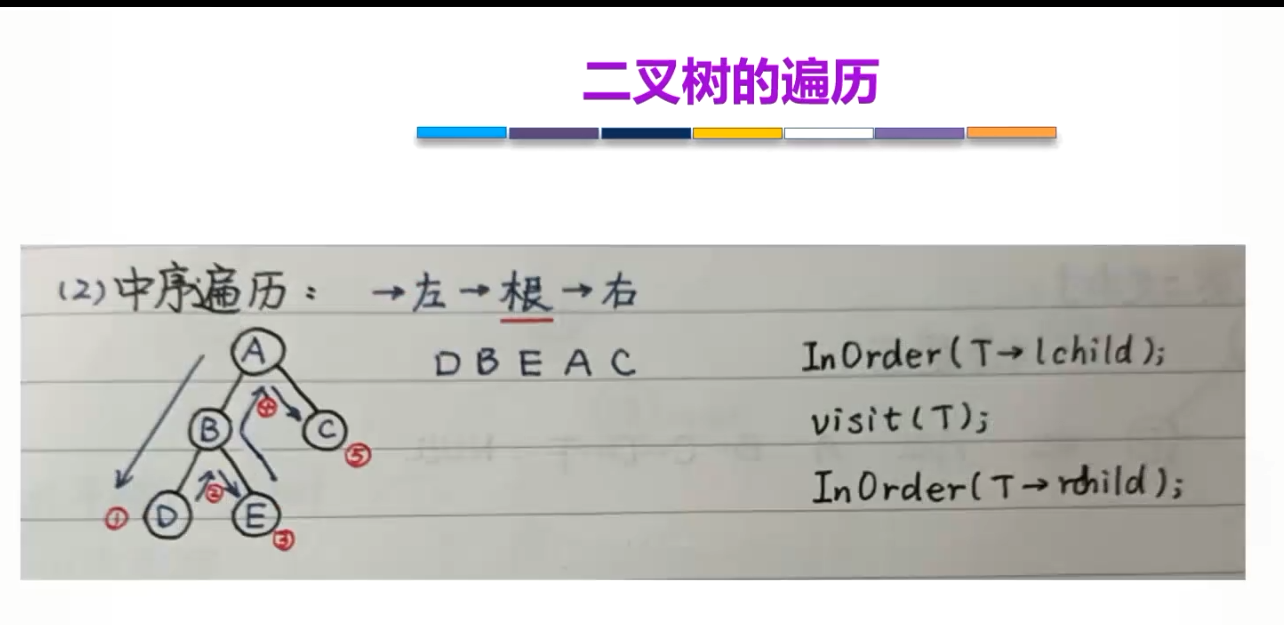 二叉树的遍历
(2)中序遍历： →左→根→右
D B E A C
InOrder(T→lchild);
visit(T);
InOrder(T→rchild);
A
B
C
D
E
①
②
③
④
⑤